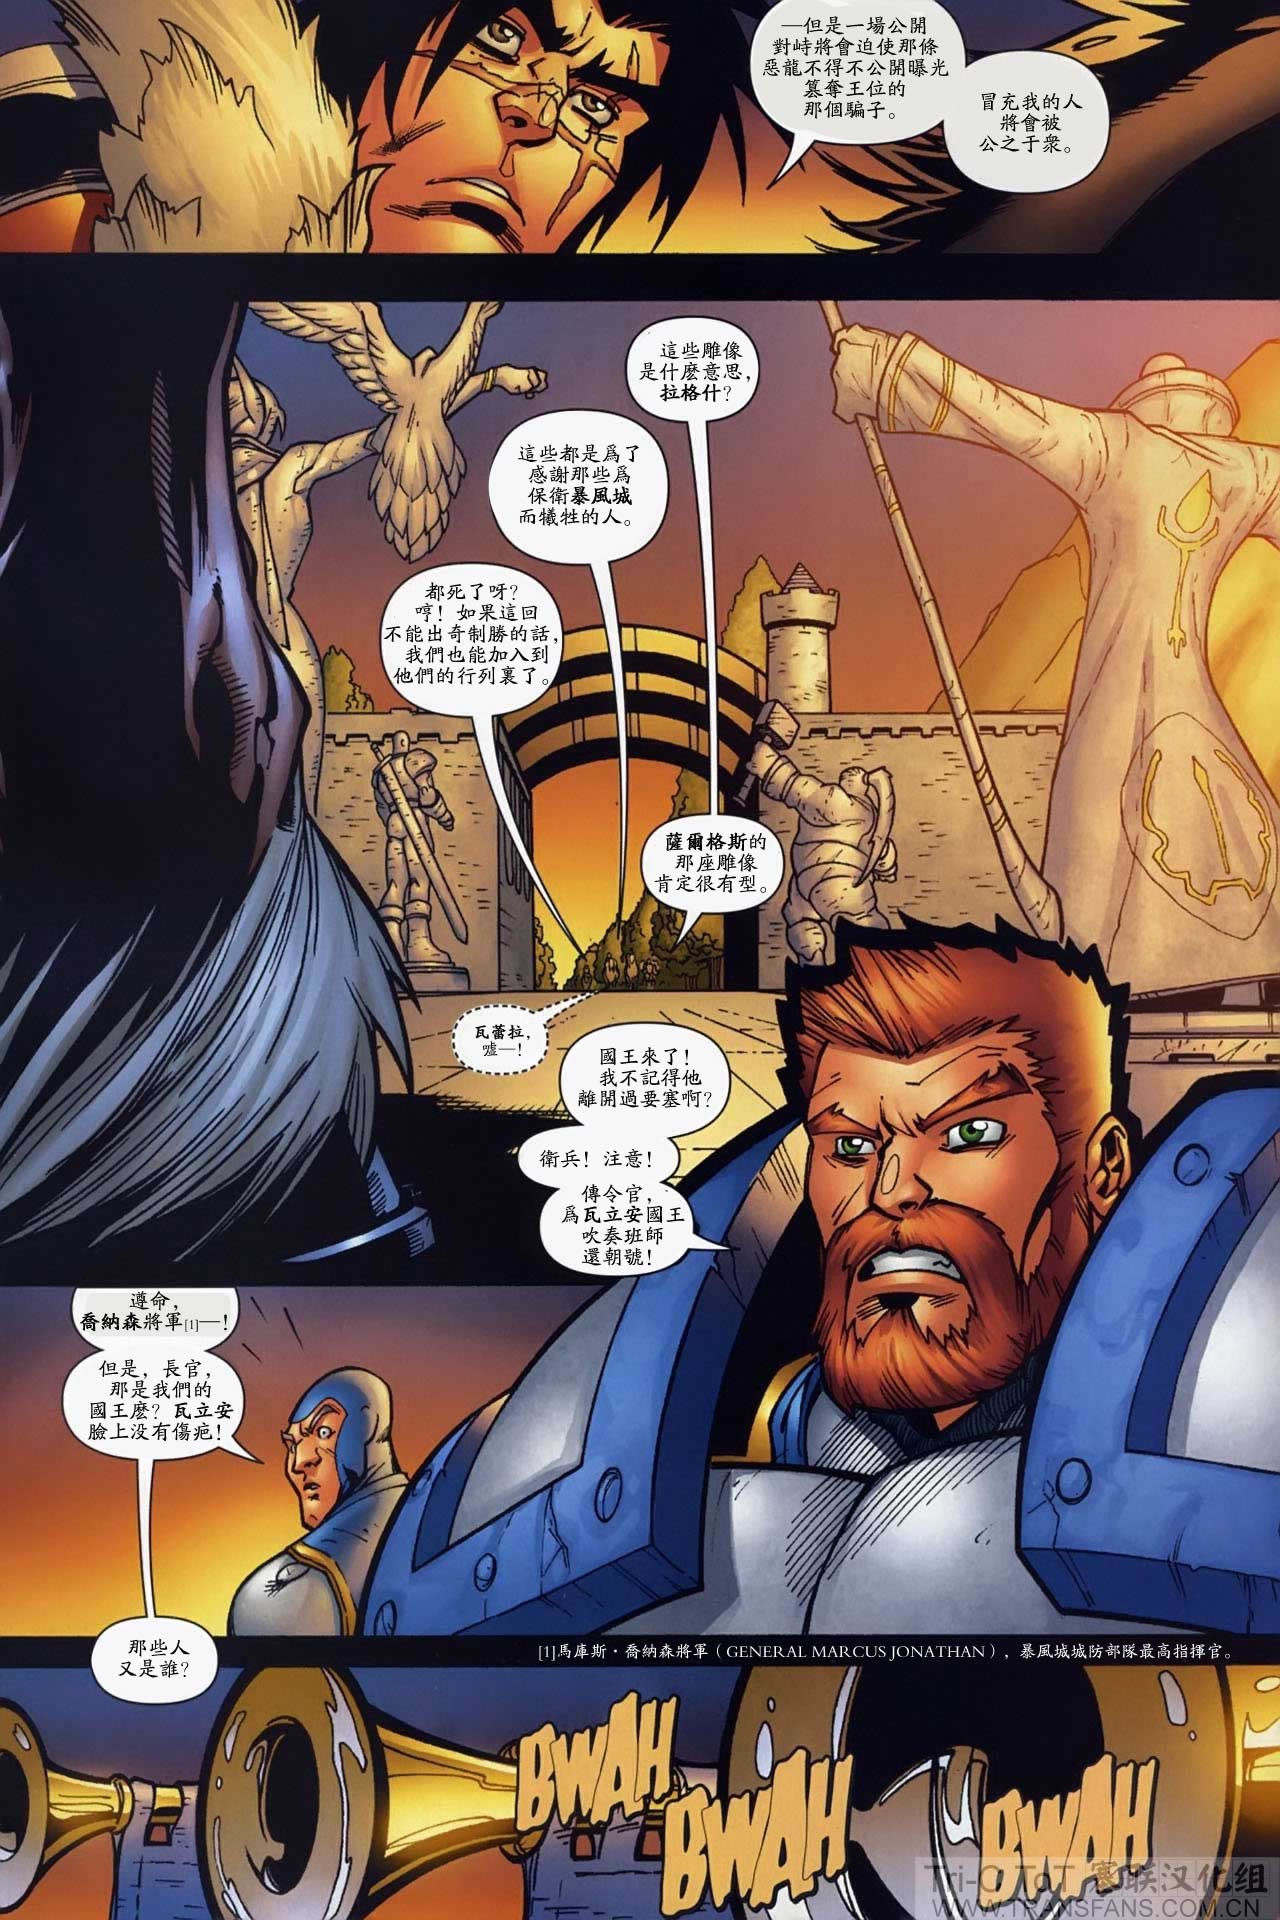 —但是一場公開
對峙將會迫使那條
惡龍不得不公開曝光
篡奪王位的
那個騙子。
冒充我的人
將會被
公之于衆。
這些雕像
是什麽意思，
拉格什？
這些都是爲了
感謝那些爲
保衛暴風城
而犧牲的人。
都死了呀？
哼！如果這回
不能出奇制勝的話，
我們也能加入到
他們的行列裏了。
薩爾格斯的
那座雕像
肯定很有型。
瓦蕾拉，
噓—！
國王來了！
我不記得他
離開過要塞啊？
衛兵！注意！
傳令官，
爲瓦立安國王
吹奏班師
還朝號！
遵命，
喬納森將軍[1]—！
但是，長官，
那是我們的
國王麽？瓦立安
臉上没有傷疤！
那些人
又是誰？
[1]馬庫斯·喬納森將軍（GENERAL MARCUS JONATHAN），暴風城城防部隊最高指揮官。
BWAH
BWAH
BWAH
Tri-O ToT 塞联汉化组
WWW.TRANSFANS.COM.CN